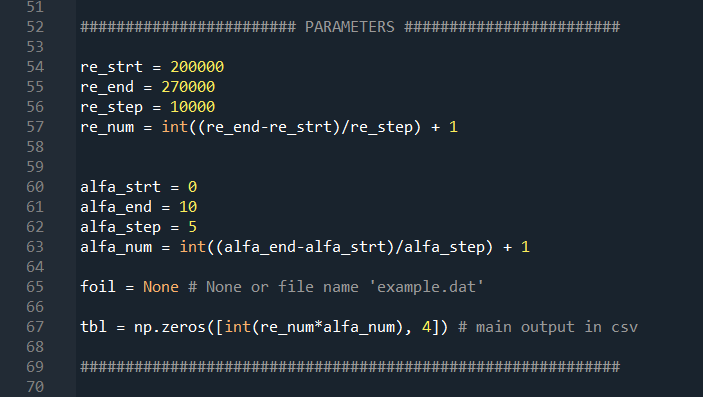 51
52 ######################## PARAMETERS ########################
53
54 re_strt = 200000
55 re_end = 270000
56 re_step = 10000
57 re_num = int((re_end-re_strt)/re_step) + 1
58
59
60 alfa_strt = 0
61 alfa_end = 10
62 alfa_step = 5
63 alfa_num = int((alfa_end-alfa_strt)/alfa_step) + 1
64
65 foil = None # None or file name 'example.dat'
66
67 tbl = np.zeros([int(re_num*alfa_num), 4]) # main output in csv
68
69 ############################################################
70